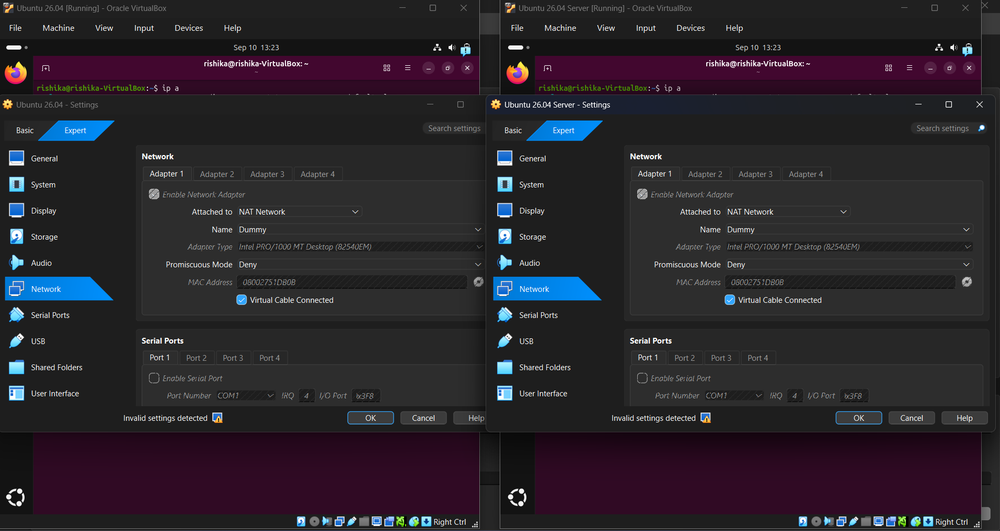 Ubuntu 26.04 [Running] - Oracle VirtualBox
File Machine View Input Devices Help
Sep 10 13:23
rishika@rishika-VirtualBox: ~
~
rishika@rishika-VirtualBox:~$ ip a
Ubuntu 26.04 - Settings
Basic Expert
Search settings
General
System
Display
Storage
Audio
Network
Serial Ports
USB
Shared Folders
User Interface
Network
Adapter 1 Adapter 2 Adapter 3 Adapter 4
Enable Network Adapter
Attached to NAT Network
Name Dummy
Adapter Type Intel PRO/1000 MT Desktop (82540EM)
Promiscuous Mode Deny
MAC Address 08002751DB0B
Virtual Cable Connected
Serial Ports
Port 1 Port 2 Port 3 Port 4
Enable Serial Port
Port Number COM1 IRQ 4 I/O Port 0x3F8
Invalid settings detected OK Cancel Help
Right Ctrl
Ubuntu 26.04 Server [Running] - Oracle VirtualBox
File Machine View Input Devices Help
Sep 10 13:23
rishika@rishika-VirtualBox: ~
~
rishika@rishika-VirtualBox:~$ ip a
Ubuntu 26.04 Server - Settings
Basic Expert
Search settings
General
System
Display
Storage
Audio
Network
Serial Ports
USB
Shared Folders
User Interface
Network
Adapter 1 Adapter 2 Adapter 3 Adapter 4
Enable Network Adapter
Attached to NAT Network
Name Dummy
Adapter Type Intel PRO/1000 MT Desktop (82540EM)
Promiscuous Mode Deny
MAC Address 08002751DB0B
Virtual Cable Connected
Serial Ports
Port 1 Port 2 Port 3 Port 4
Enable Serial Port
Port Number COM1 IRQ 4 I/O Port 0x3F8
Invalid settings detected OK Cancel Help
Right Ctrl